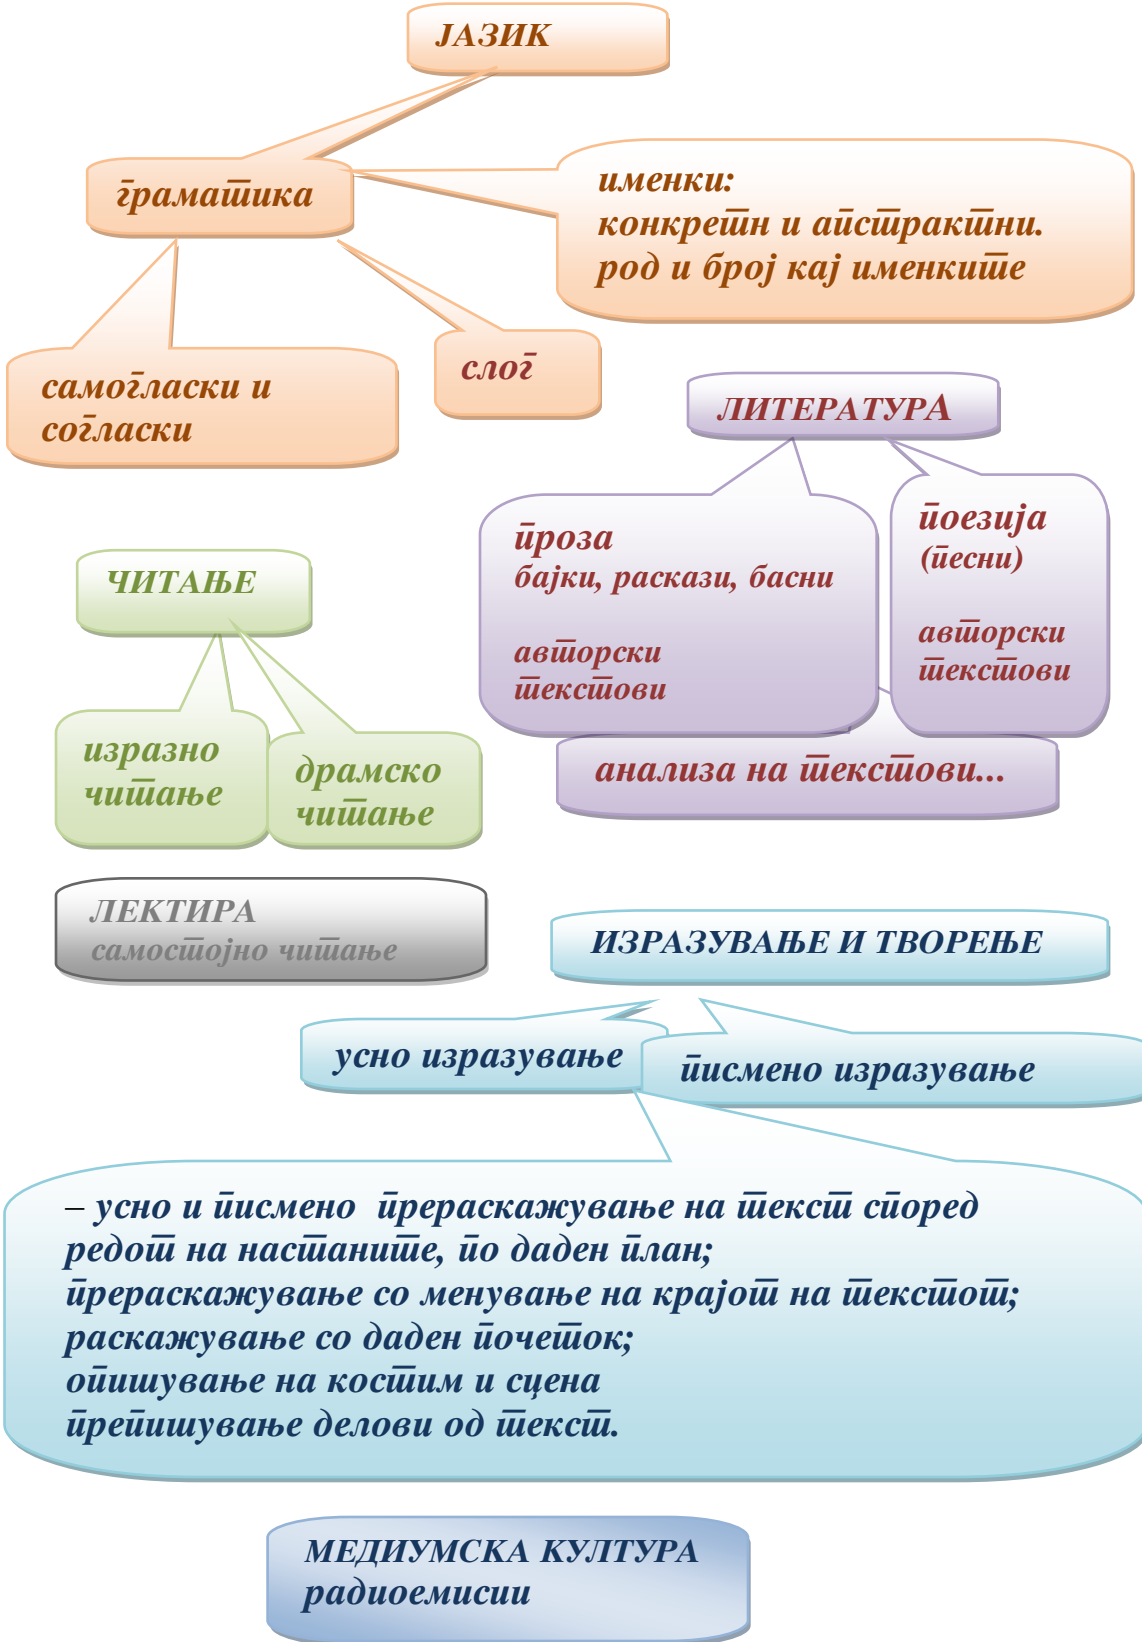 ЈАЗИК
граматика
именки:
конкретн и апстрактни.
род и број кај именките
слог
самогласки и
согласки
ЛИТЕРАТУРА
проза
бајки, раскази, басни
авторски
текстови
поезија
(песни)
авторски
текстови
анализа на текстови...
ЧИТАЊЕ
изразно
читање
драмско
читање
ЛЕКТИРА
самостојно читање
ИЗРАЗУВАЊЕ И ТВОРЕЊЕ
усно изразување
писмено изразување
– усно и писмено прераскажување на текст според
редот на настаните, по даден план;
прераскажување со менување на крајот на текстот;
раскажување со даден почеток;
опишување на костим и сцена
препишување делови од текст.
МЕДИУМСКА КУЛТУРА
радиоемисии